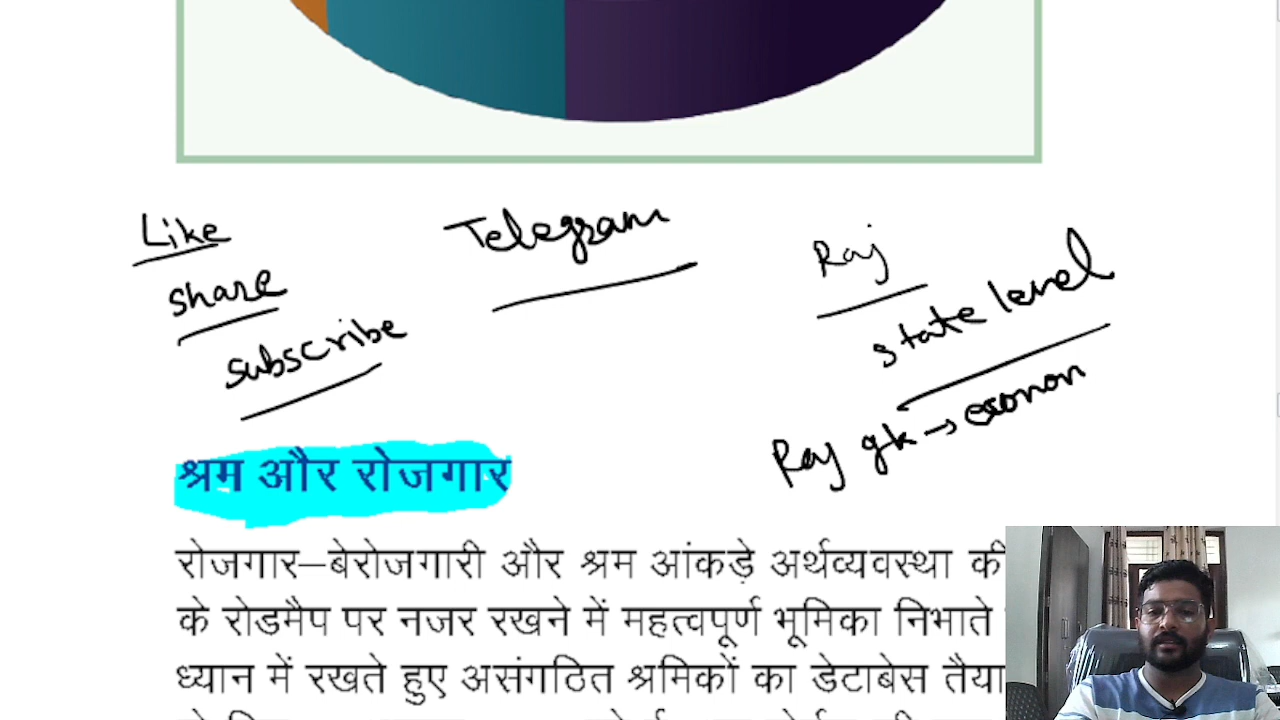 Like
share
subscribe
Telegram
Raj
state level
Raj gk → econom
श्रम और रोजगार
रोजगार–बेरोजगारी और श्रम आंकड़े अर्थव्यवस्था की
के रोडमैप पर नजर रखने में महत्वपूर्ण भूमिका निभाते
ध्यान में रखते हुए असंगठित श्रमिकों का डेटाबेस तैया